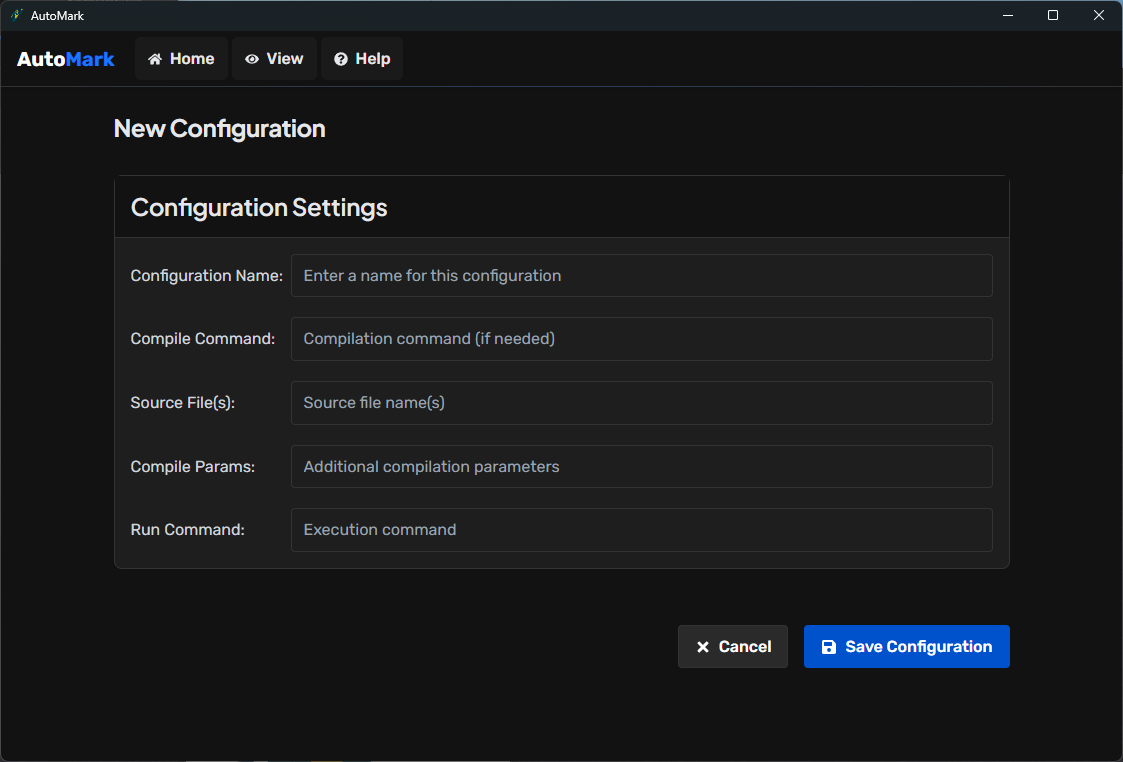 AutoMark
AutoMark Home View Help
New Configuration
Configuration Settings
Configuration Name: Enter a name for this configuration
Compile Command: Compilation command (if needed)
Source File(s): Source file name(s)
Compile Params: Additional compilation parameters
Run Command: Execution command
Cancel Save Configuration